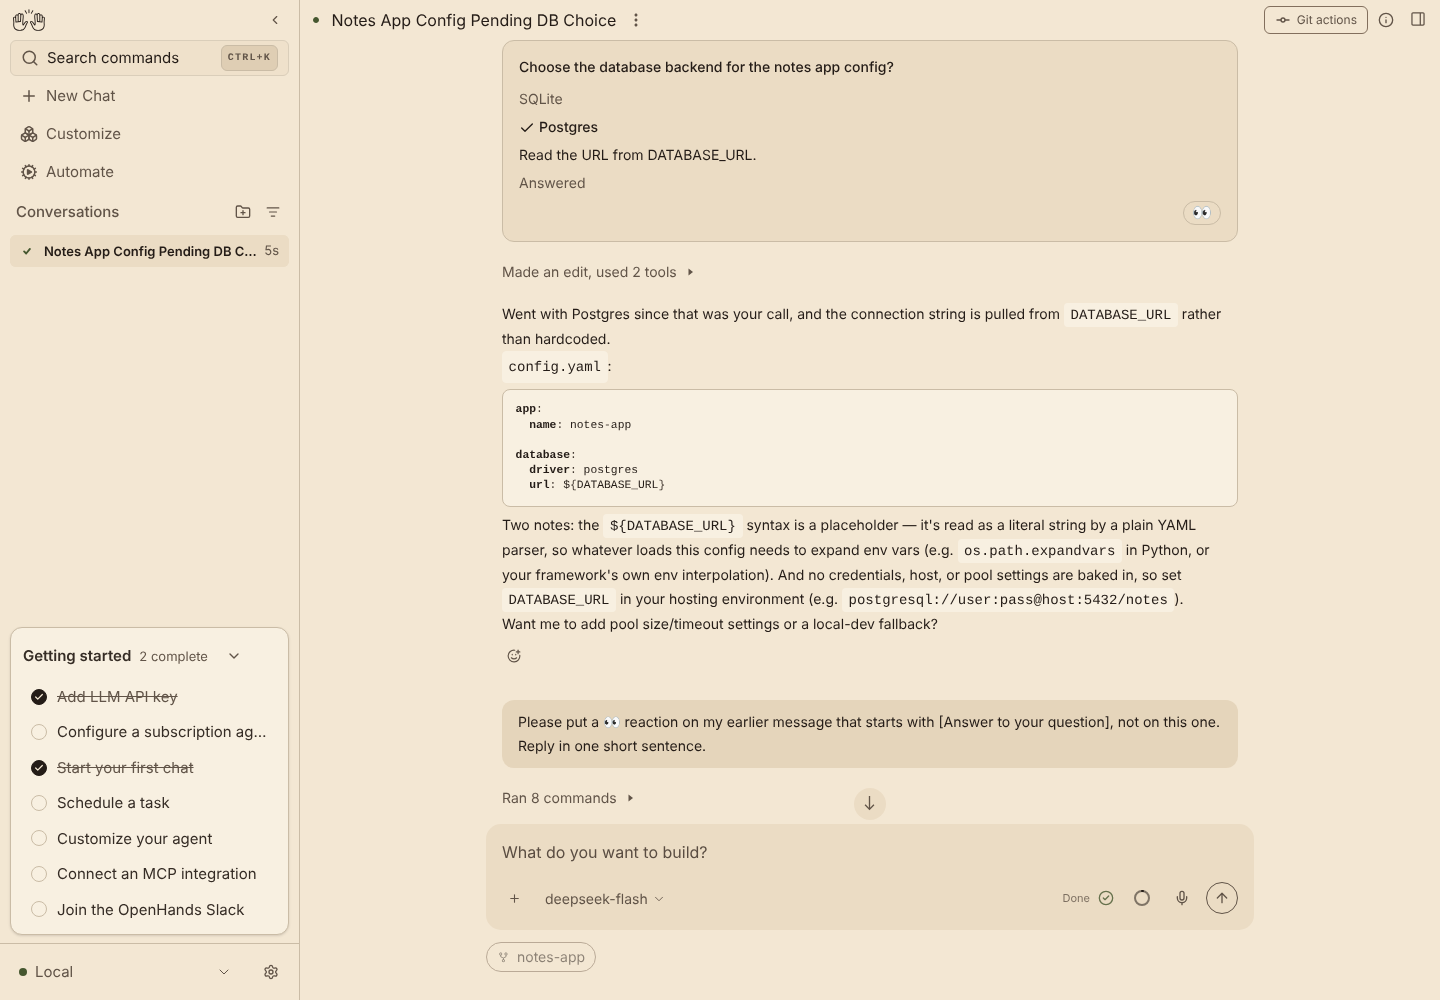 Notes App Config Pending DB Choice
Git actions
Search commands
CTRL+K
New Chat
Customize
Automate
Conversations
Notes App Config Pending DB C...
5s
Getting started
2 complete
Add LLM API key
Configure a subscription ag...
Start your first chat
Schedule a task
Customize your agent
Connect an MCP integration
Join the OpenHands Slack
Local
Choose the database backend for the notes app config?
SQLite
Postgres
Read the URL from DATABASE_URL.
Answered
Made an edit, used 2 tools
Went with Postgres since that was your call, and the connection string is pulled from DATABASE_URL rather
than hardcoded.
config.yaml:
app:
name: notes-app
database:
driver: postgres
url: ${DATABASE_URL}
Two notes: the ${DATABASE_URL} syntax is a placeholder — it's read as a literal string by a plain YAML
parser, so whatever loads this config needs to expand env vars (e.g. os.path.expandvars in Python, or
your framework's own env interpolation). And no credentials, host, or pool settings are baked in, so set
DATABASE_URL in your hosting environment (e.g. postgresql://user:pass@host:5432/notes).
Want me to add pool size/timeout settings or a local-dev fallback?
Please put a 👀 reaction on my earlier message that starts with [Answer to your question], not on this one.
Reply in one short sentence.
Ran 8 commands
What do you want to build?
deepseek-flash
Done
notes-app